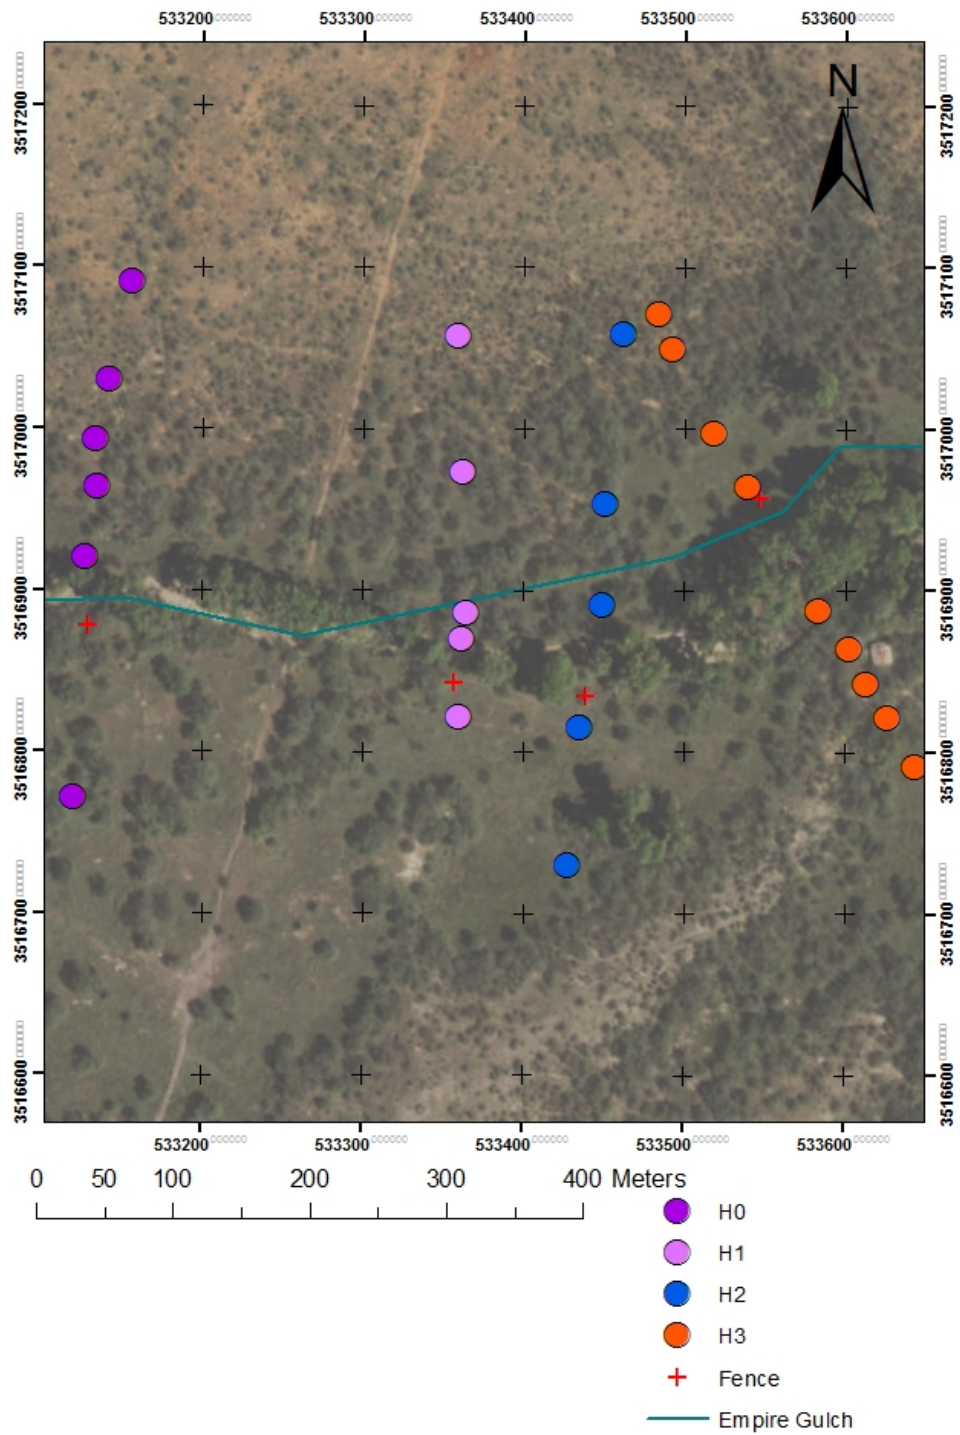 533200 533300 533400 533500 533600
N
3517200 3517200
3517100 3517100
3517000 3517000
3516900 3516900
3516800 3516800
3516700 3516700
3516600 3516600
533200 533300 533400 533500 533600
0 50 100 200 300 400 Meters
H0
H1
H2
H3
Fence
Empire Gulch